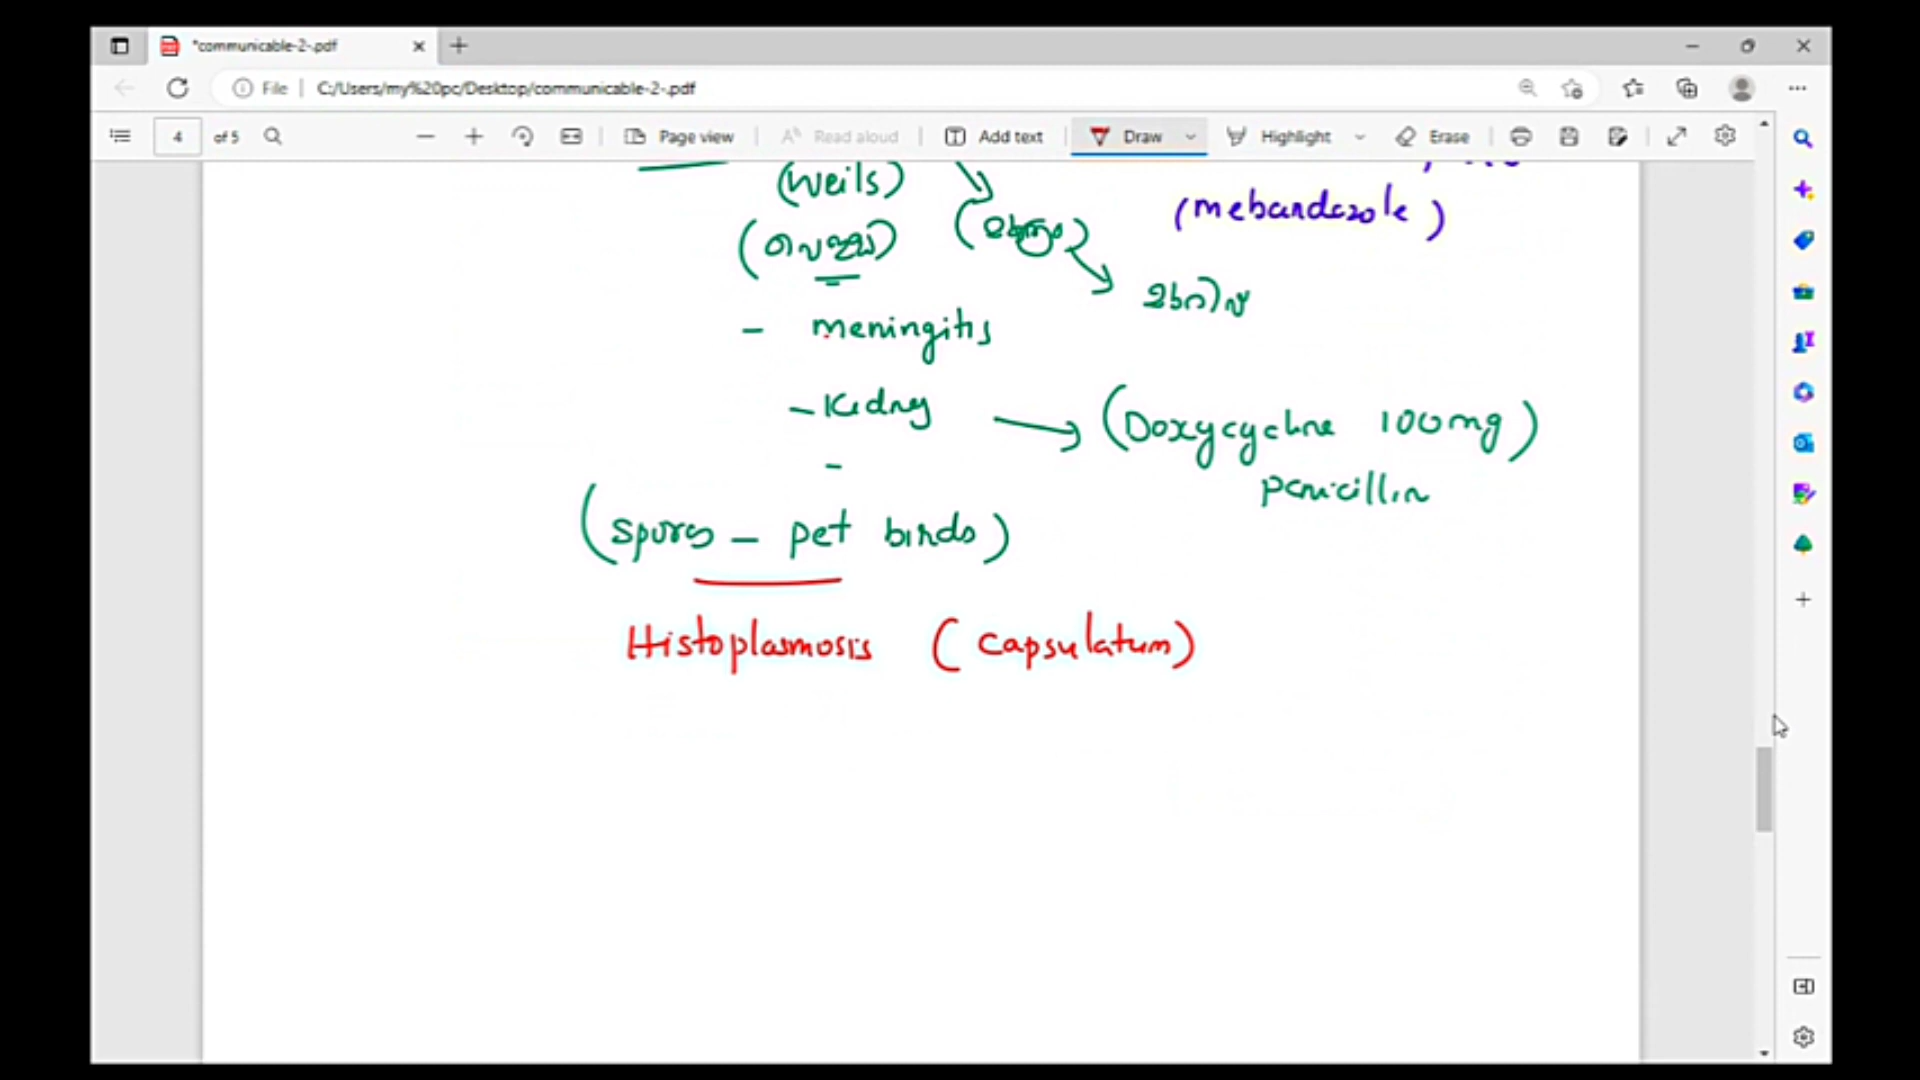 *communicable-2-.pdf
File | C:/Users/my%20pc/Desktop/communicable-2-.pdf
4 of 5 Page view Read aloud Add text Draw Highlight Erase
(weils)
(mebandazole)
- meningitis
- Kidney → (Doxycycline 100mg)
penicillin
(spores - pet birds)
Histoplasmosis (capsulatum)